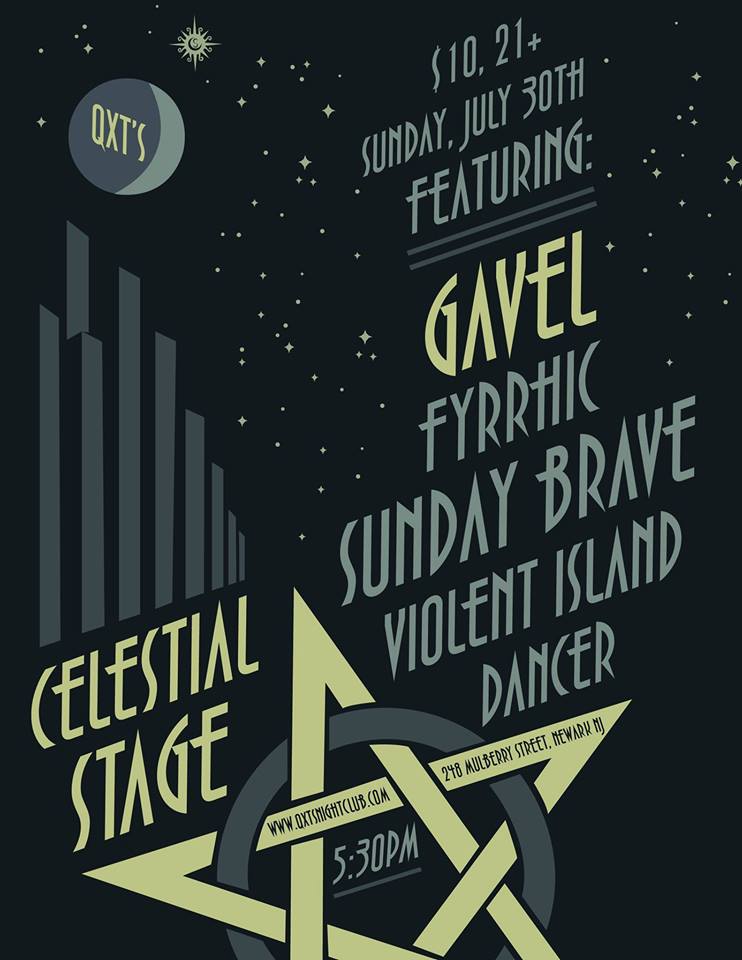 QXT'S
$10, 21+
SUNDAY, JULY 30TH
FEATURING:
GAVEL
FYRRHIC
SUNDAY BRAVE
VIOLENT ISLAND
DANCER
CELESTIAL
STAGE
248 MULBERRY STREET, NEWARK NJ
WWW.QXTSNIGHTCLUB.COM
5:30PM